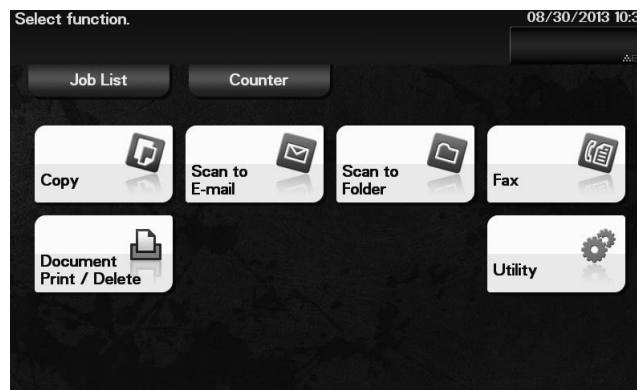 Select function.
08/30/2013 10:3
Job List
Counter
Copy
Scan to
E-mail
Scan to
Folder
Fax
Document
Print / Delete
Utility